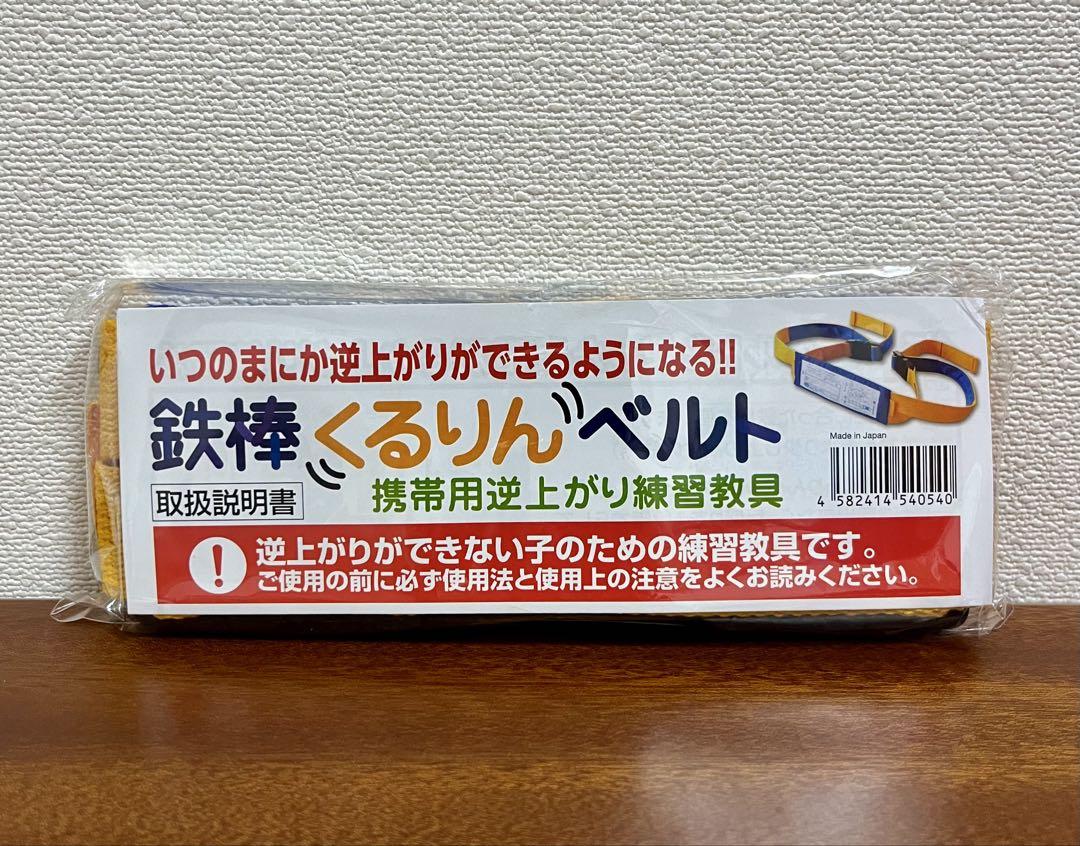 いつのまにか逆上がりができるようになる!!
鉄棒くるりんベルト
取扱説明書
携帯用逆上がり練習教具
Made in Japan
4 582414 540540
! 逆上がりができない子のための練習教具です。
ご使用の前に必ず使用法と使用上の注意をよくお読みください。